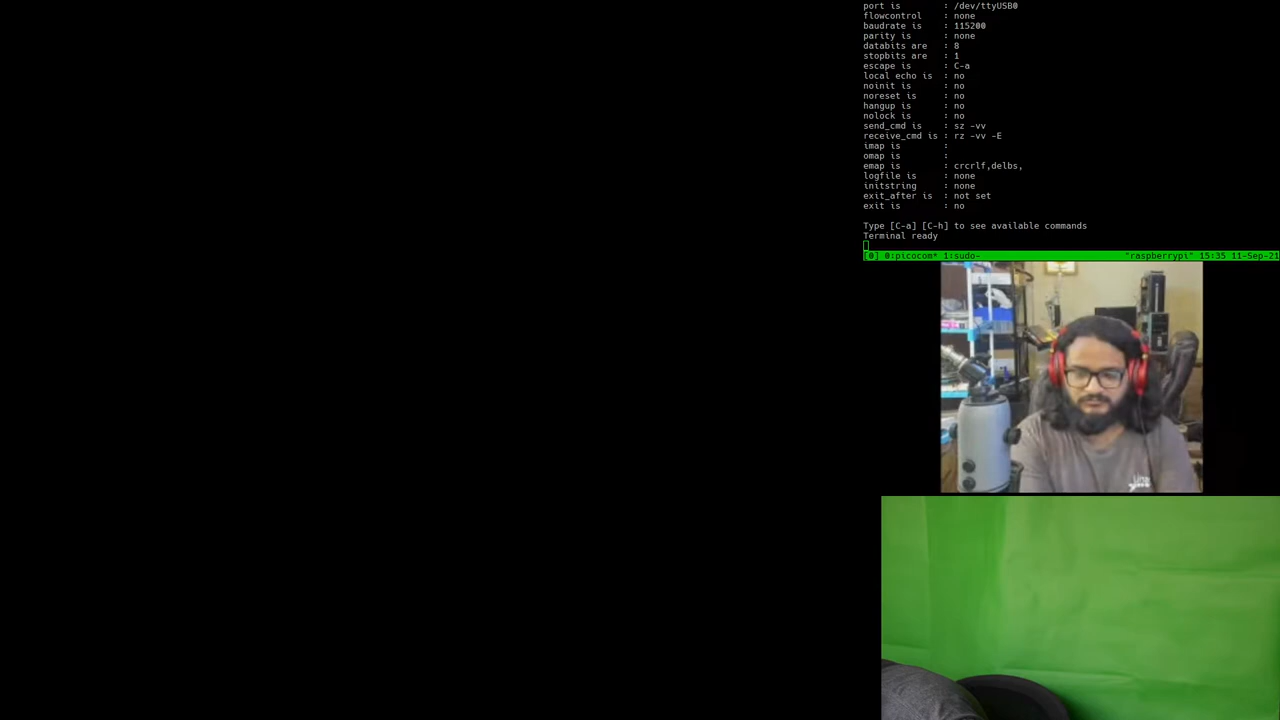 port is        : /dev/ttyUSB0
flowcontrol    : none
baudrate is    : 115200
parity is      : none
databits are   : 8
stopbits are   : 1
escape is      : C-a
local echo is  : no
noinit is      : no
noreset is     : no
hangup is      : no
nolock is      : no
send_cmd is    : sz -vv
receive_cmd is : rz -vv -E
imap is        :
omap is        :
emap is        : crcrlf,delbs,
logfile is     : none
initstring     : none
exit_after is  : not set
exit is        : no
Type [C-a] [C-h] to see available commands
Terminal ready
[0] 0:picocom* 1:sudo- "raspberrypi" 15:35 11-Sep-21